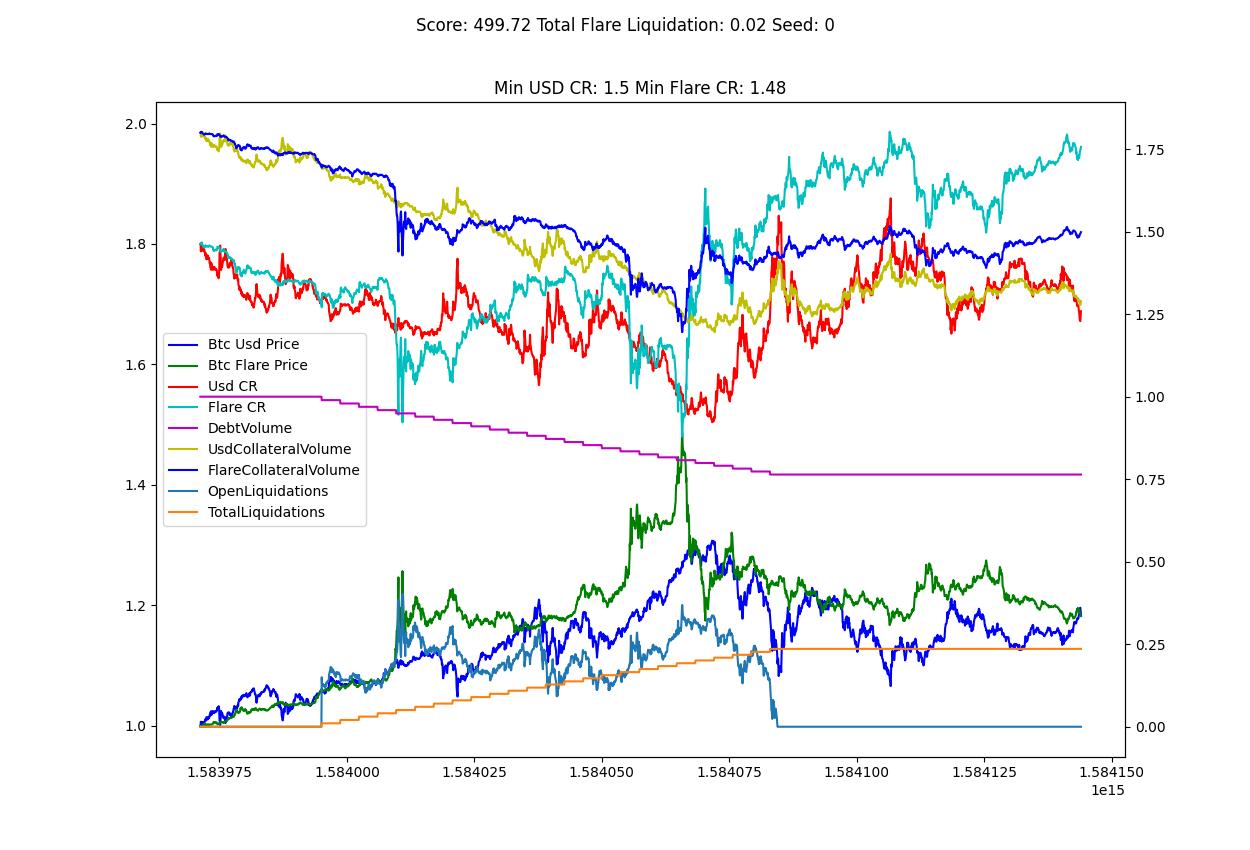 Score: 499.72 Total Flare Liquidation: 0.02 Seed: 0
Min USD CR: 1.5 Min Flare CR: 1.48
2.0
1.8
1.6
1.4
1.2
1.0
1.75
1.50
1.25
1.00
0.75
0.50
0.25
0.00
Btc Usd Price
Btc Flare Price
Usd CR
Flare CR
DebtVolume
UsdCollateralVolume
FlareCollateralVolume
OpenLiquidations
TotalLiquidations
1.583975 1.584000 1.584025 1.584050 1.584075 1.584100 1.584125 1.584150
1e15